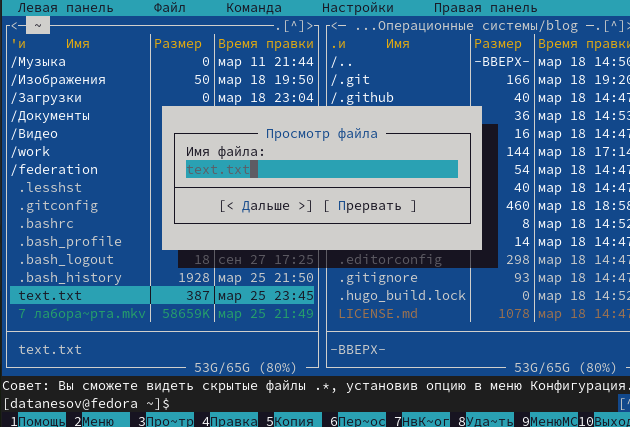 Левая панель Файл Команда Настройки Правая панель
<─ ~ .[^]> <─ ...Операционные системы/blog ─.[^]
'и Имя Размер Время правки .и Имя Размер Время правки
/Музыка 0 мар 11 21:44 /.. -ВВЕРХ- мар 18 14:50
/Изображения 50 мар 18 19:50 /.git 166 мар 18 19:20
/Загрузки 0 мар 18 23:04 /.github 40 мар 18 14:47
/Документы 36 мар 18 14:53
/Видео 16 мар 18 14:47
/work 144 мар 18 17:14
/federation 54 мар 18 14:47
.lesshst 40 мар 18 14:47
.gitconfig 460 мар 18 18:58
.bashrc 8 мар 18 14:52
.bash_profile 14 мар 18 14:47
.bash_logout 18 сен 27 17:25 .editorconfig 298 мар 18 14:47
.bash_history 1928 мар 25 21:50 .gitignore 93 мар 18 14:47
text.txt 387 мар 25 23:45 .hugo_build.lock 0 мар 18 14:52
7 лабора~рта.mkv 58659K мар 25 21:49 LICENSE.md 1078 мар 18 14:47
Просмотр файла
Имя файла:
text.txt
[< Дальше >] [ Прервать ]
text.txt -ВВЕРХ-
53G/65G (80%) 53G/65G (80%)
Совет: Вы сможете видеть скрытые файлы .*, установив опцию в меню Конфигурация.
[datanesov@fedora ~]$ [^
1Помощь 2Меню 3Про~тр 4Правка 5Копия 6Пер~ос 7НвК~ог 8Уда~ть 9МенюMC 10Выход